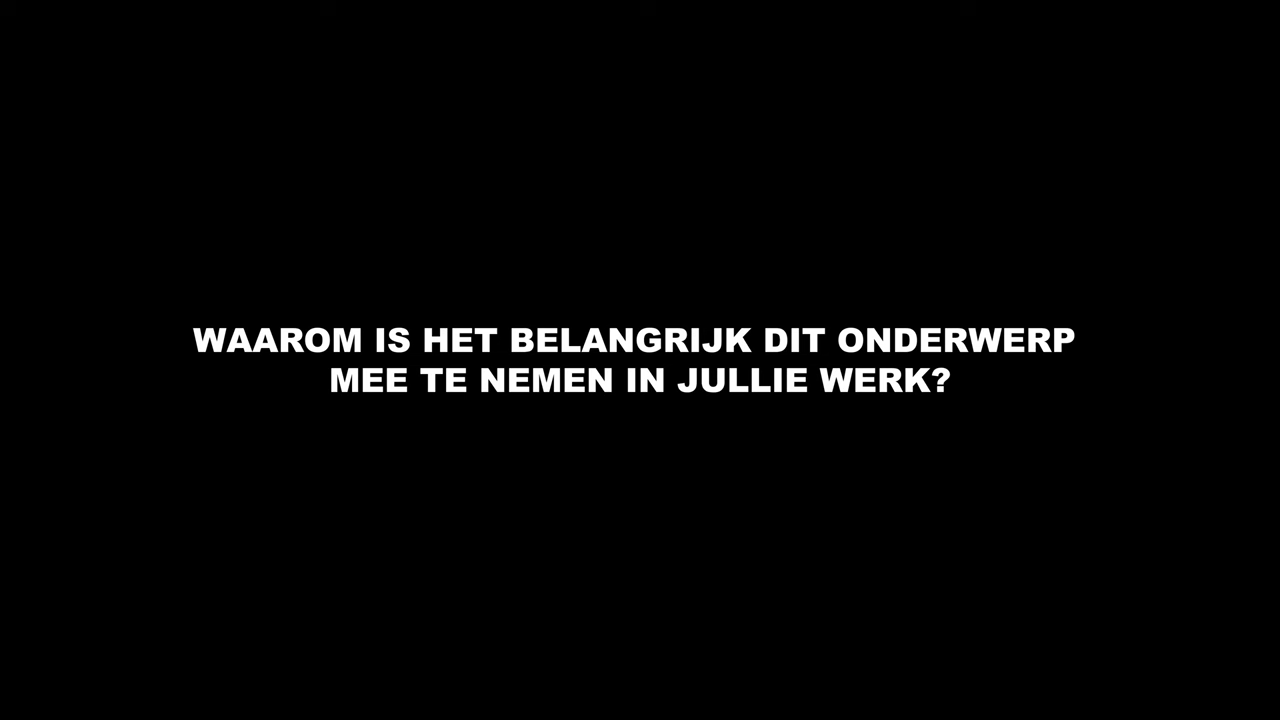 WAAROM IS HET BELANGRIJK DIT ONDERWERP
MEE TE NEMEN IN JULLIE WERK?